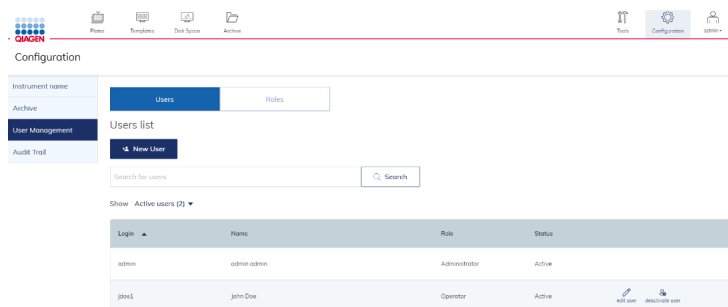 QIAGEN
Plates
Templates
Disk Space
Archive
Tools
Configuration
admin
Configuration
Instrument name
Archive
User Management
Audit Trail
Users
Roles
Users list
New User
Search for users
Search
Show Active users (2)
Login Name Role Status
admin admin admin Administrator Active
jdoe1 John Doe Operator Active
edit user deactivate user